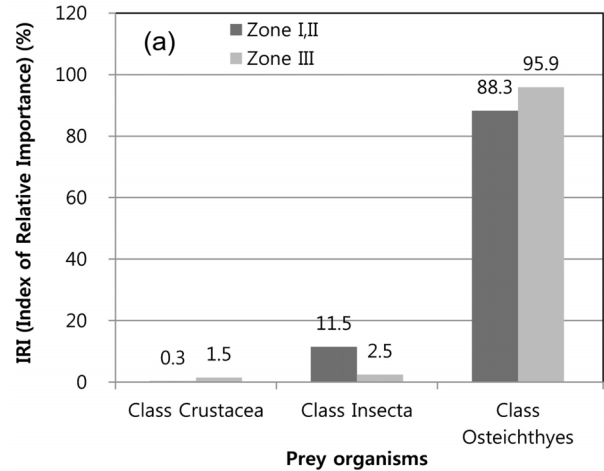 120
(a)
Zone I,II
Zone III
100
80
60
40
20
0
IRI (Index of Relative Importance) (%)
0.3
1.5
11.5
2.5
88.3
95.9
Class Crustacea
Class Insecta
Class
Osteichthyes
Prey organisms